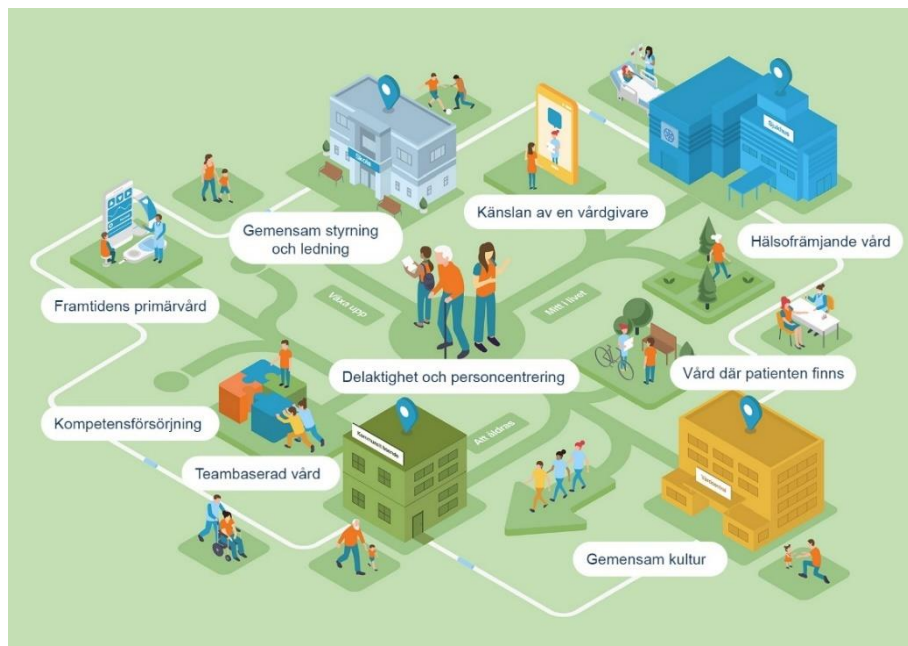 Sjukhus
Skola
Känslan av en vårdgivare
Gemensam styrning
och ledning
Hälsofrämjande vård
Framtidens primärvård
Växa upp
Mitt i livet
Delaktighet och personcentrering
Vård där patienten finns
Kompetensförsörjning
Att åldras
Teambaserad vård
Gemensam kultur